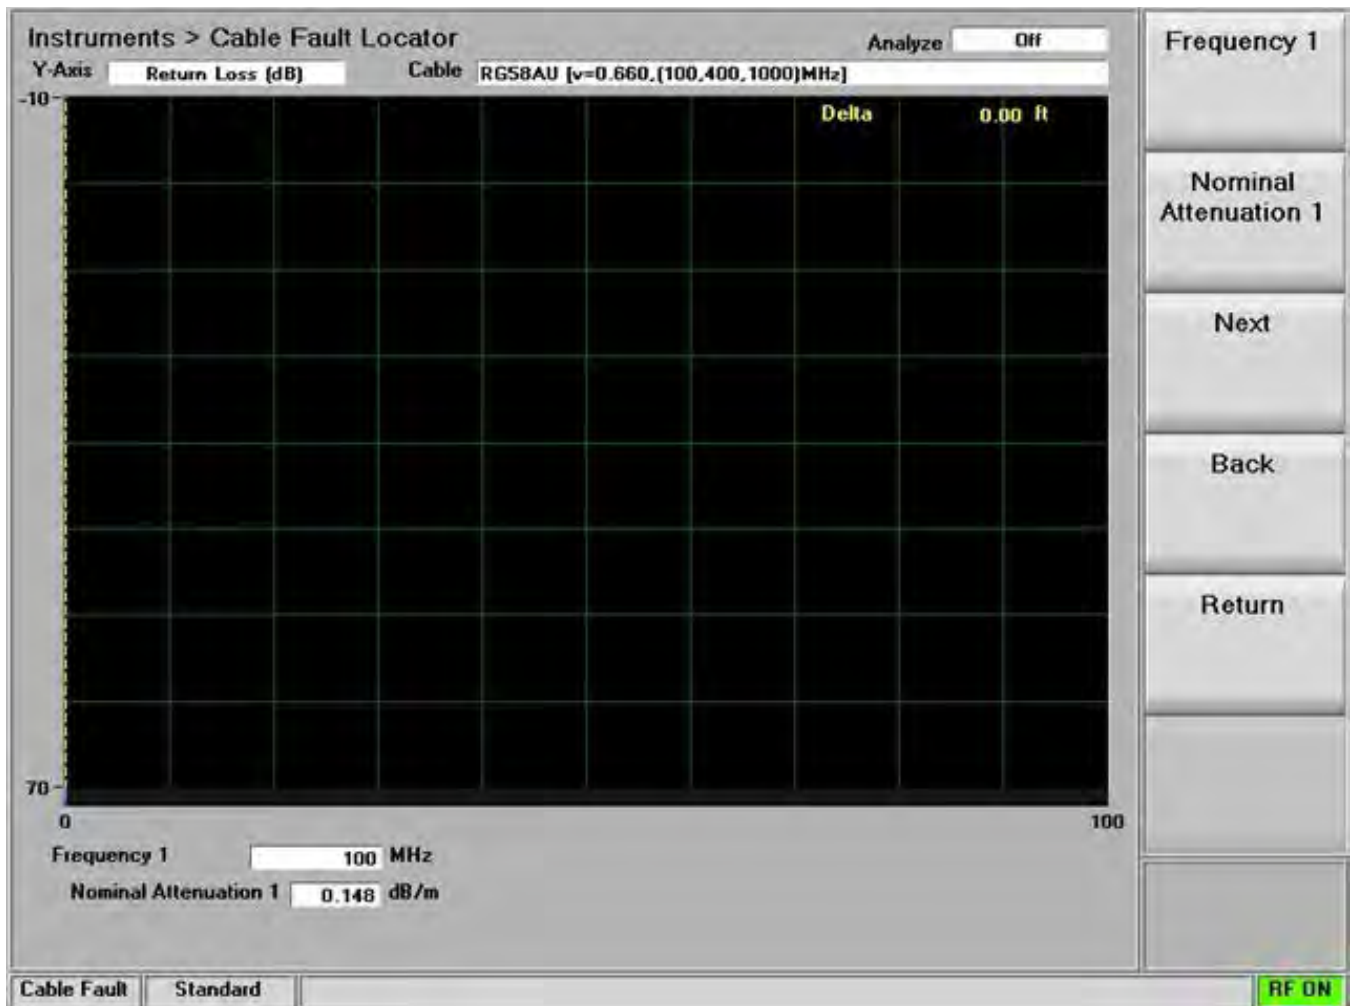 Instruments > Cable Fault Locator
Analyze Off
Y-Axis Return Loss (dB) Cable RG58AU [v=0.660,(100,400,1000)MHz]
-10
Delta 0.00 ft
70
0 100
Frequency 1 100 MHz
Nominal Attenuation 1 0.148 dB/m
Frequency 1
Nominal
Attenuation 1
Next
Back
Return
Cable Fault Standard RF ON